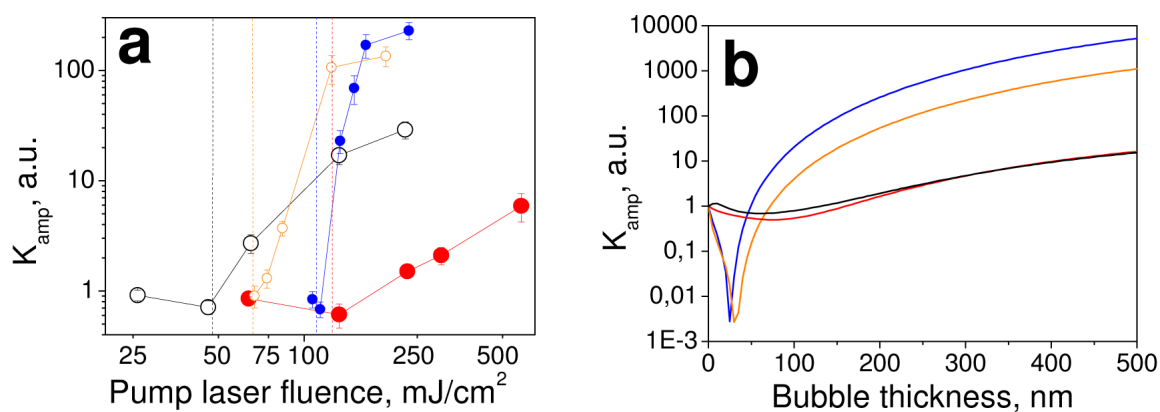 a
100
10
1
K_amp, a.u.
25 50 75 100 250 500
Pump laser fluence, mJ/cm²
b
10000
1000
100
10
1
0,1
0,01
1E-3
K_amp, a.u.
0 100 200 300 400 500
Bubble thickness, nm